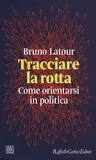 Bruno Latour
Tracciare
la rotta
Come orientarsi
in politica
Raffaello Cortina Editore